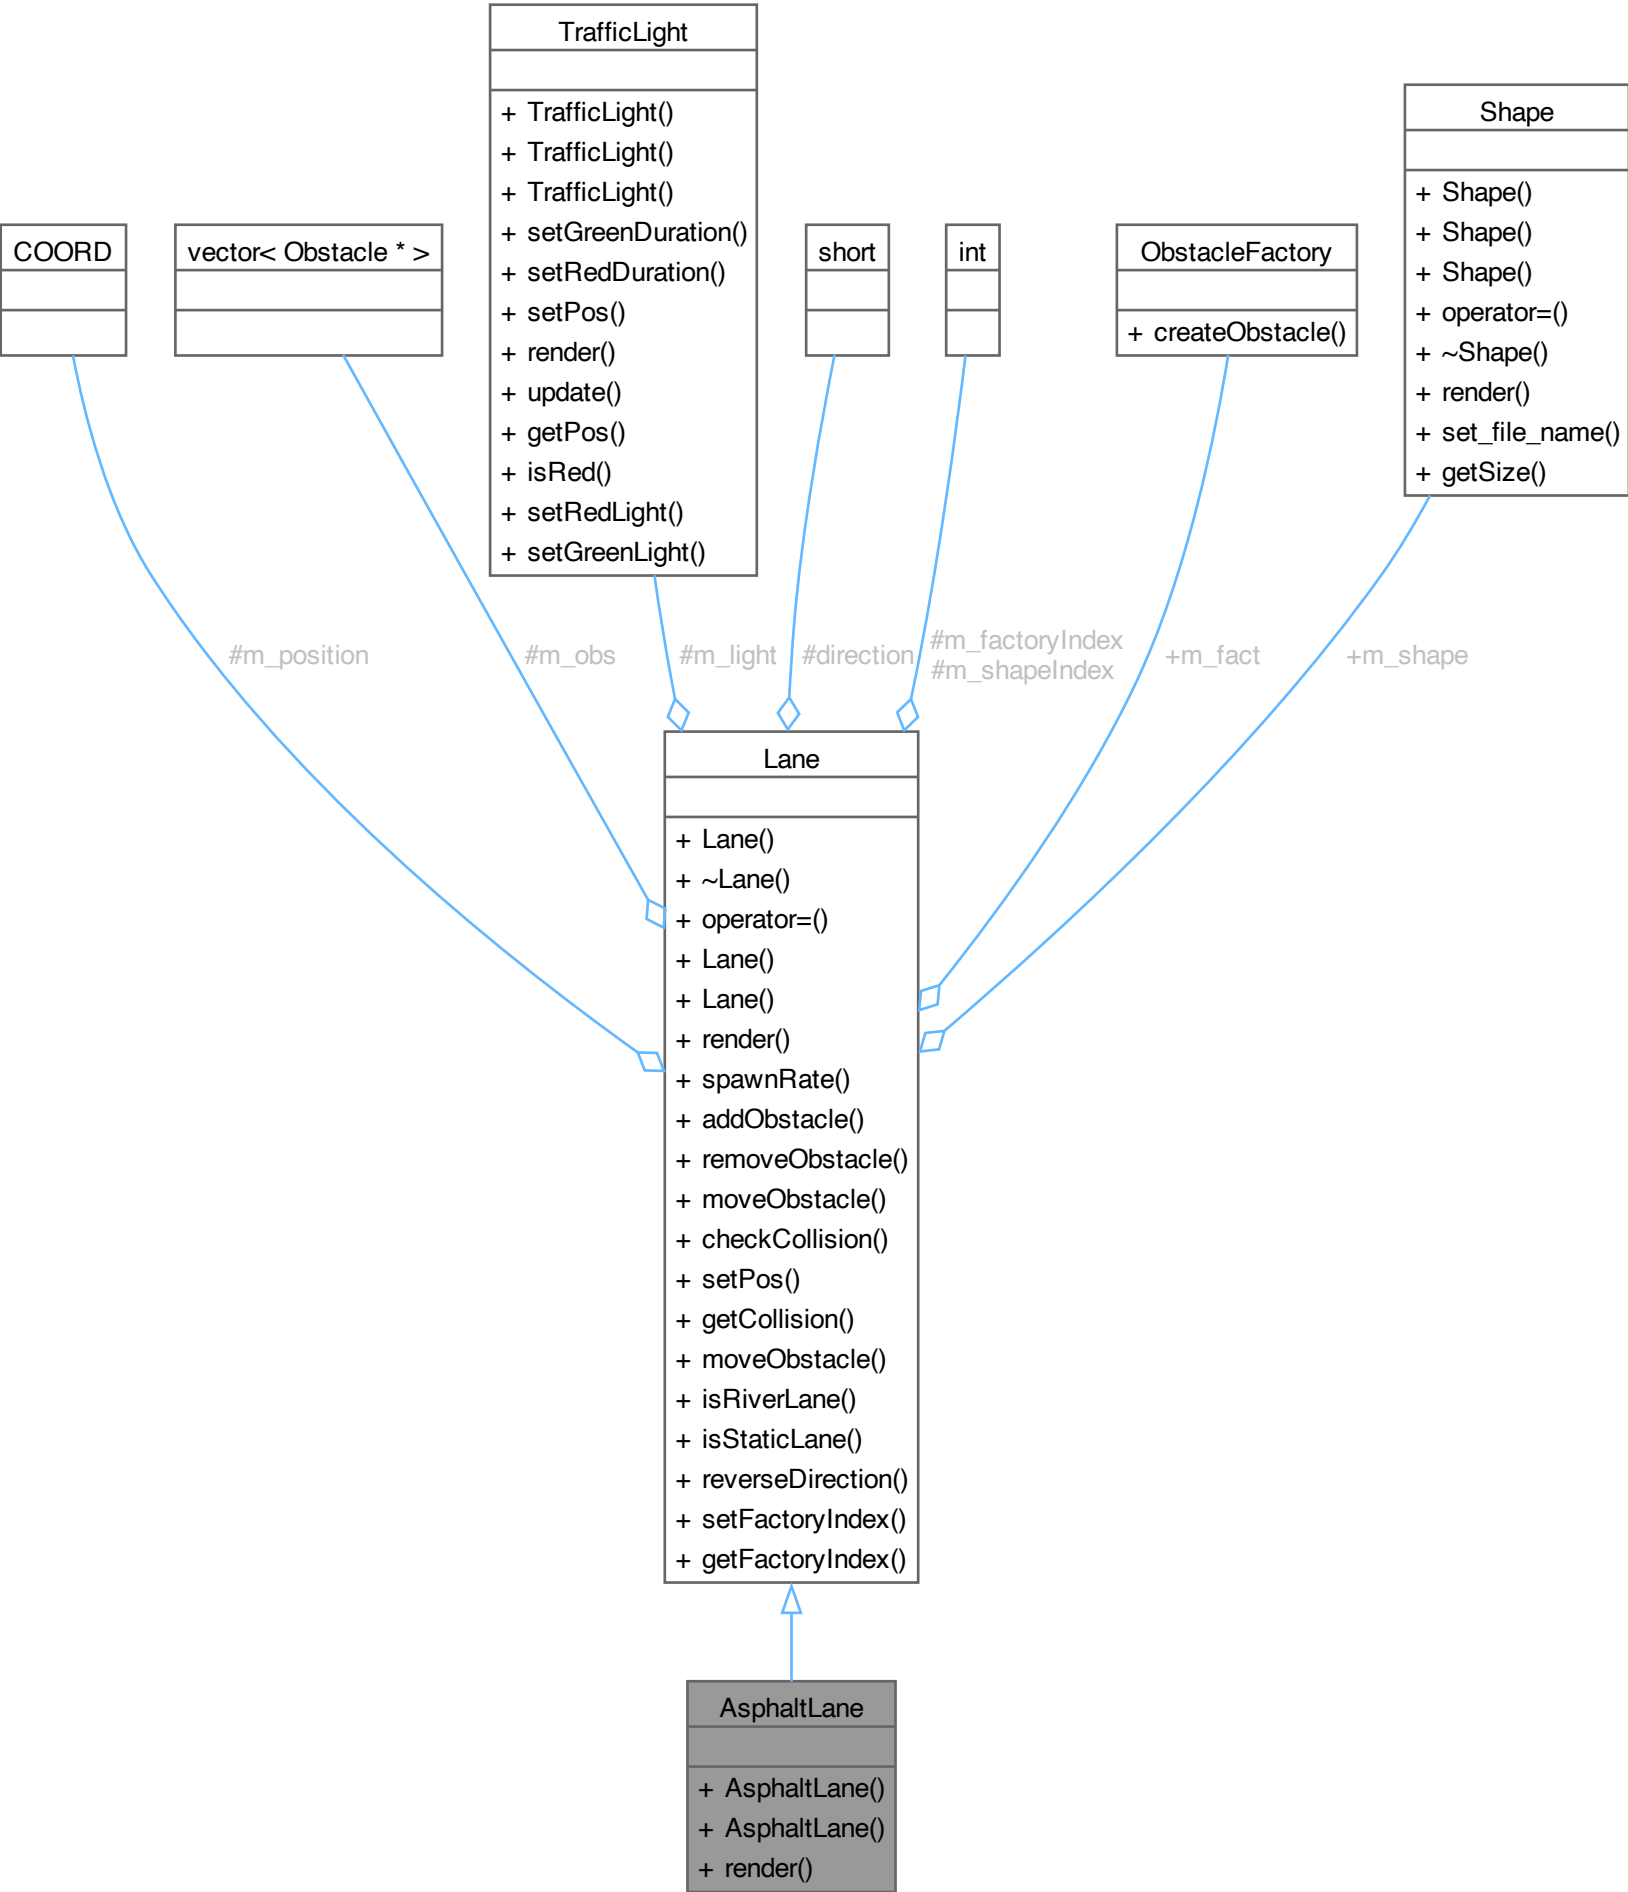 TrafficLight
+ TrafficLight()
+ TrafficLight()
+ TrafficLight()
+ setGreenDuration()
+ setRedDuration()
+ setPos()
+ render()
+ update()
+ getPos()
+ isRed()
+ setRedLight()
+ setGreenLight()
Shape
+ Shape()
+ Shape()
+ Shape()
+ operator=()
+ ~Shape()
+ render()
+ set_file_name()
+ getSize()
COORD
vector< Obstacle * >
short
int
ObstacleFactory
+ createObstacle()
#m_position
#m_obs
#m_light
#direction
#m_factoryIndex
#m_shapeIndex
+m_fact
+m_shape
Lane
+ Lane()
+ ~Lane()
+ operator=()
+ Lane()
+ Lane()
+ render()
+ spawnRate()
+ addObstacle()
+ removeObstacle()
+ moveObstacle()
+ checkCollision()
+ setPos()
+ getCollision()
+ moveObstacle()
+ isRiverLane()
+ isStaticLane()
+ reverseDirection()
+ setFactoryIndex()
+ getFactoryIndex()
AsphaltLane
+ AsphaltLane()
+ AsphaltLane()
+ render()